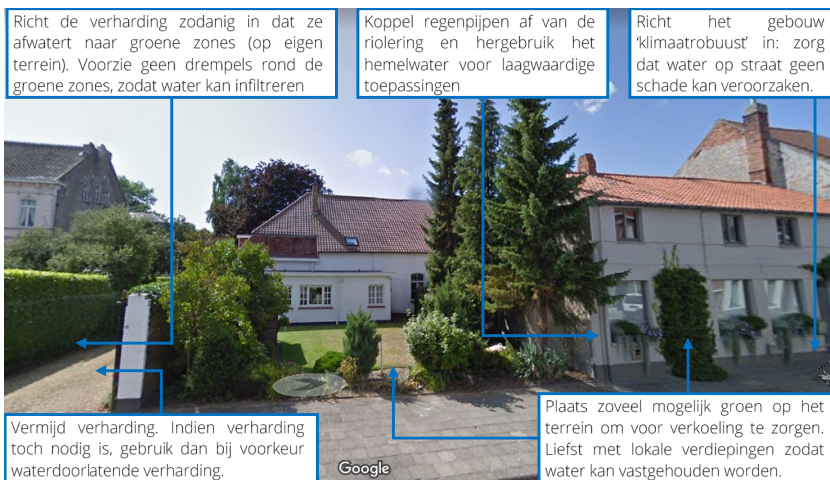 Richt de verharding zodanig in dat ze
afwatert naar groene zones (op eigen
terrein). Voorzie geen drempels rond de
groene zones, zodat water kan infiltreren
Koppel regenpijpen af van de
riolering en hergebruik het
hemelwater voor laagwaardige
toepassingen
Richt het gebouw
‘klimaatrobuust’ in: zorg
dat water op straat geen
schade kan veroorzaken.
Vermijd verharding. Indien verharding
toch nodig is, gebruik dan bij voorkeur
waterdoorlatende verharding.
Google
Plaats zoveel mogelijk groen op het
terrein om voor verkoeling te zorgen.
Liefst met lokale verdiepingen zodat
water kan vastgehouden worden.